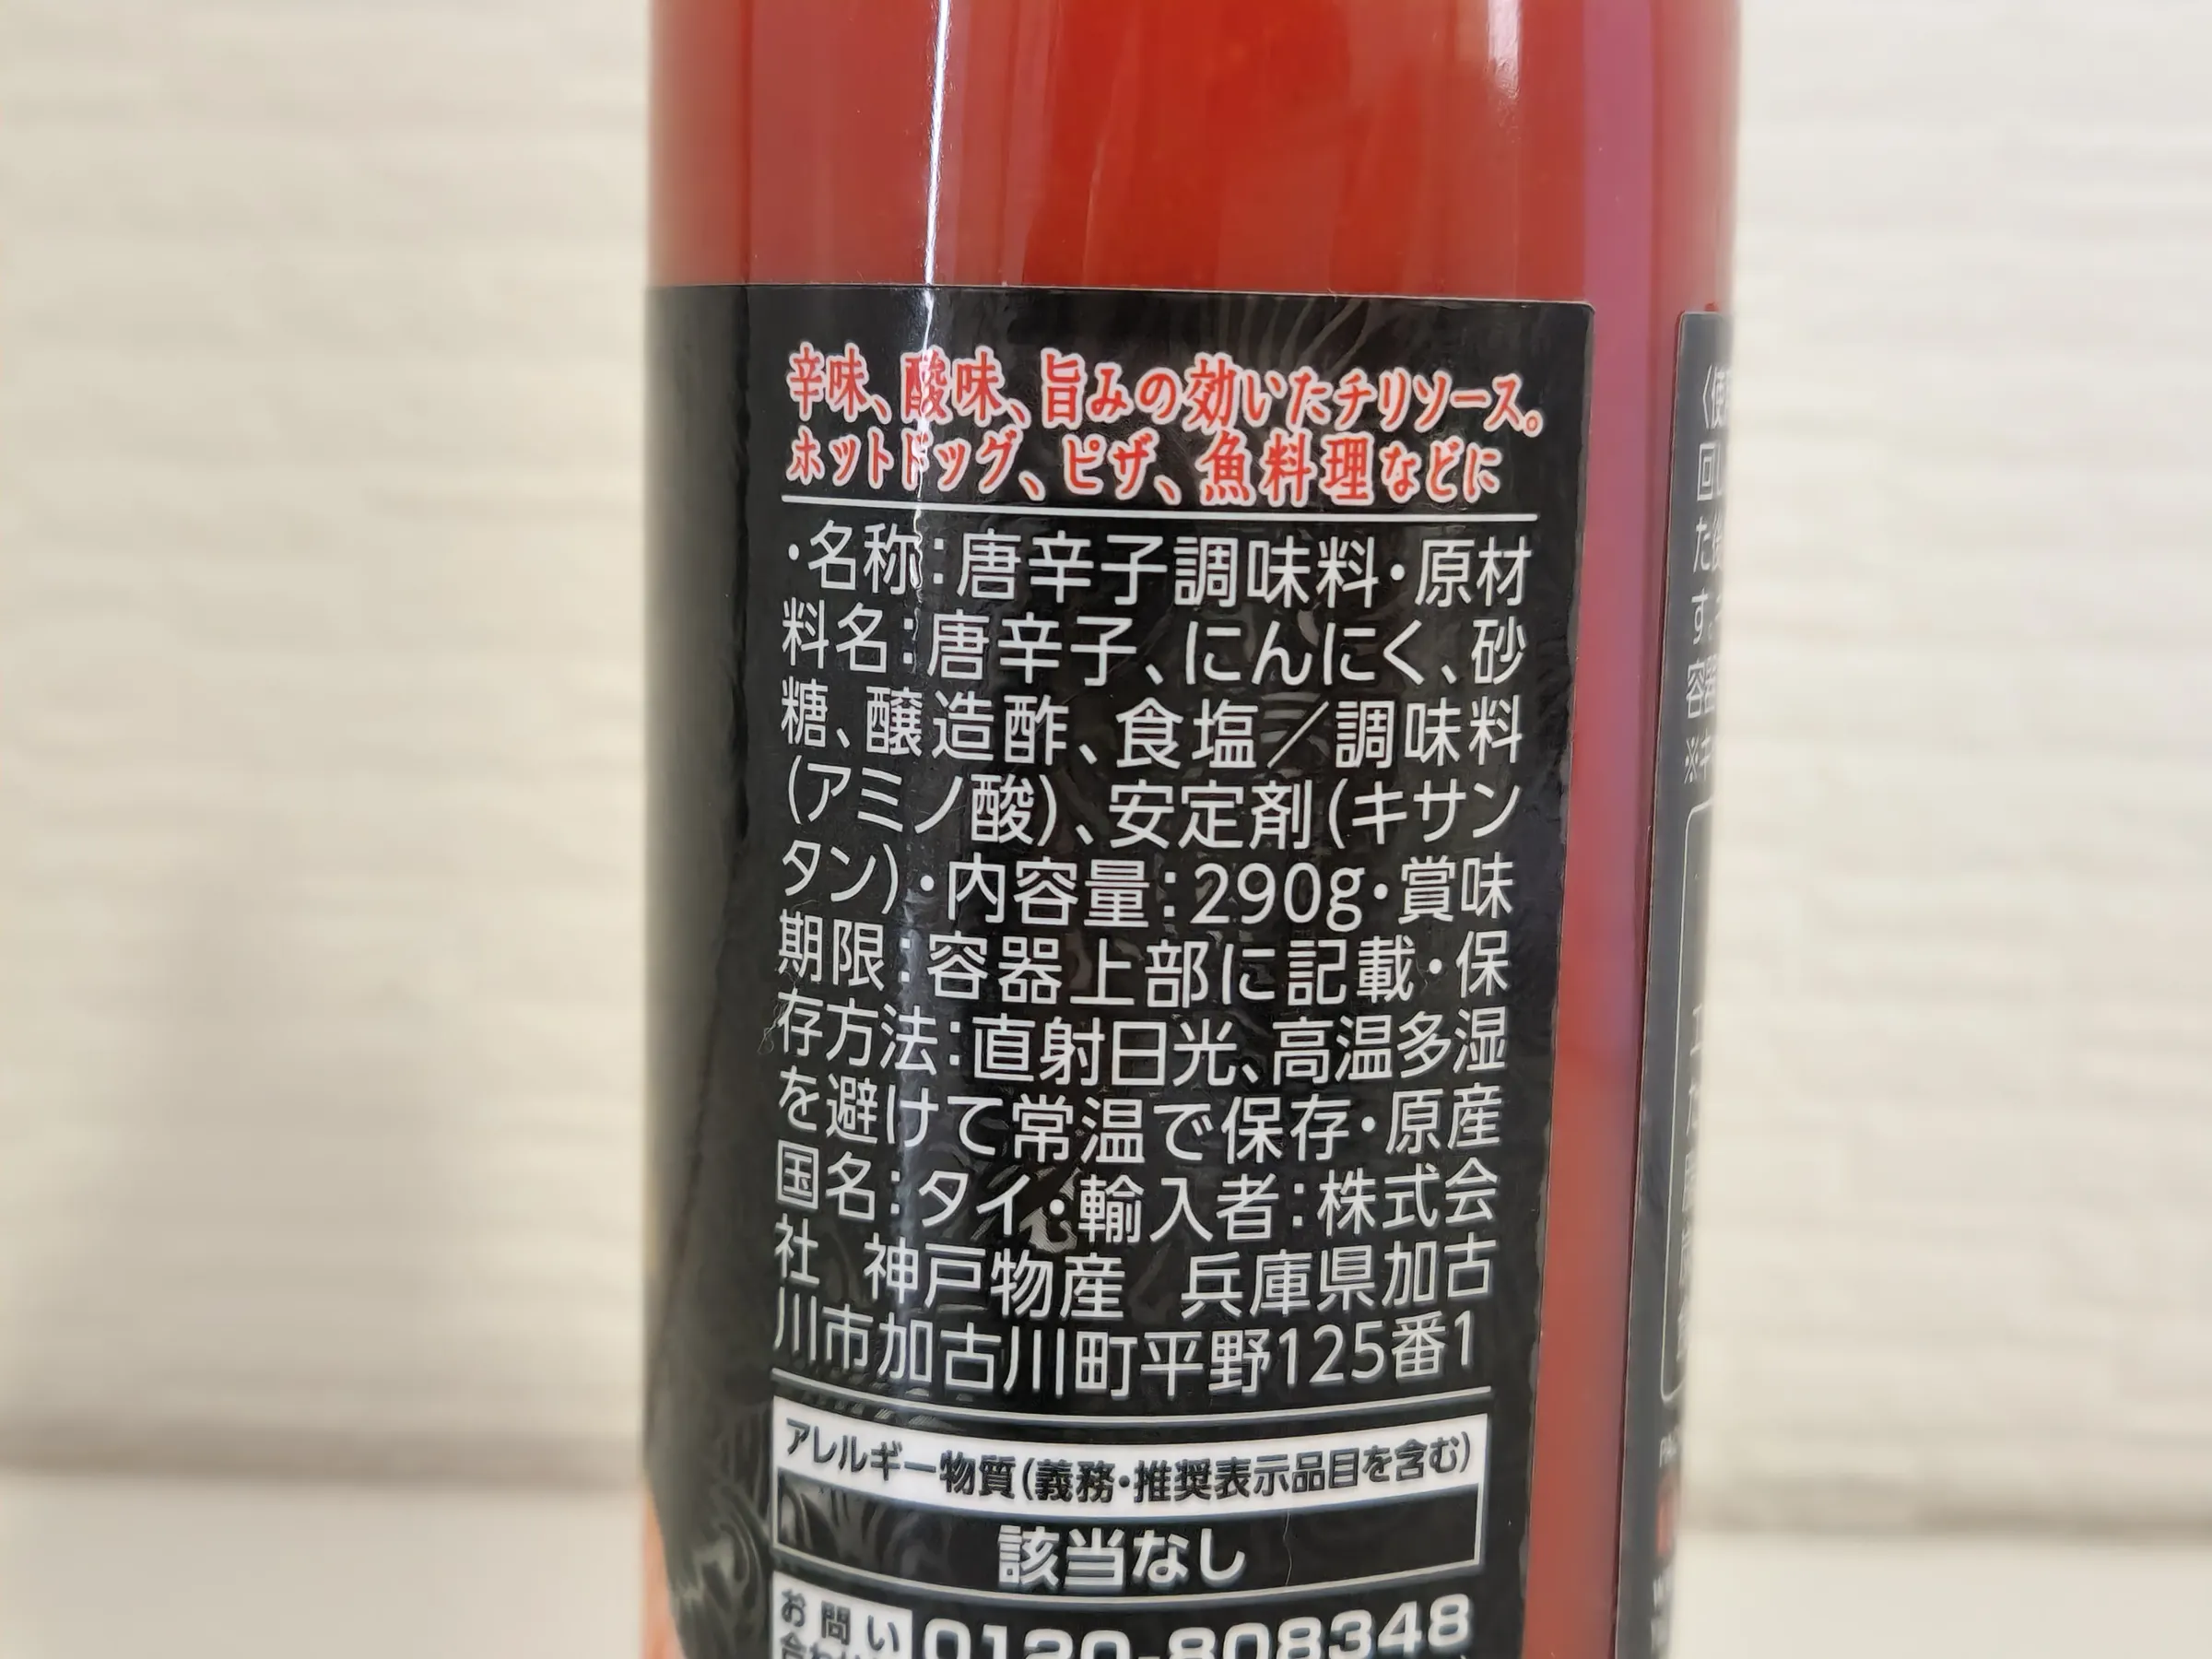 辛味、酸味、旨みの効いたチリソース。
ホットドッグ、ピザ、魚料理などに
・名称：唐辛子調味料・原材
料名：唐辛子、にんにく、砂
糖、醸造酢、食塩／調味料
（アミノ酸）、安定剤（キサン
タン）・内容量：290g・賞味
期限：容器上部に記載・保
存方法：直射日光、高温多湿
を避けて常温で保存・原産
国名：タイ・輸入者：株式会
社　神戸物産　兵庫県加古
川市加古川町平野125番1
アレルギー物質（義務・推奨表示品目を含む）
該当なし
お問い
0120-808348